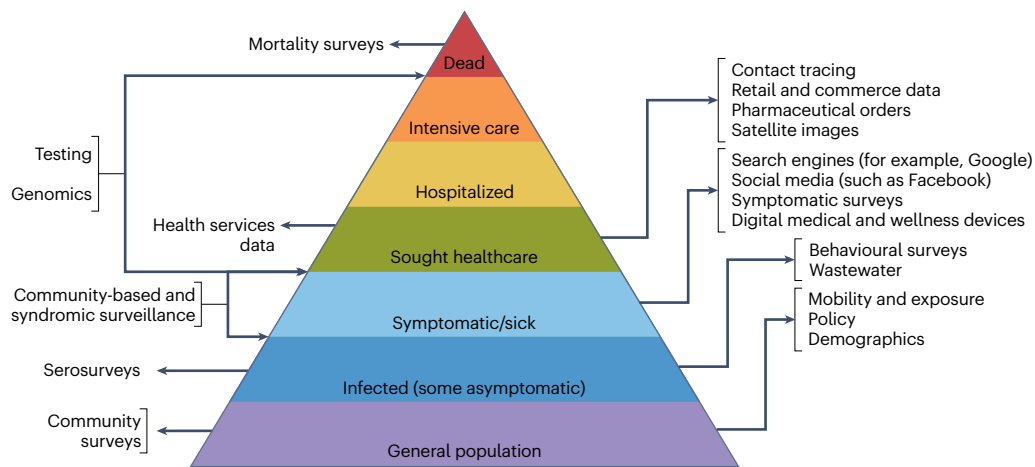 Mortality surveys
Testing
Genomics
Health services
data
Community-based and
syndromic surveillance
Serosurveys
Community
surveys
Dead
Intensive care
Hospitalized
Sought healthcare
Symptomatic/sick
Infected (some asymptomatic)
General population
Contact tracing
Retail and commerce data
Pharmaceutical orders
Satellite images
Search engines (for example, Google)
Social media (such as Facebook)
Symptomatic surveys
Digital medical and wellness devices
Behavioural surveys
Wastewater
Mobility and exposure
Policy
Demographics